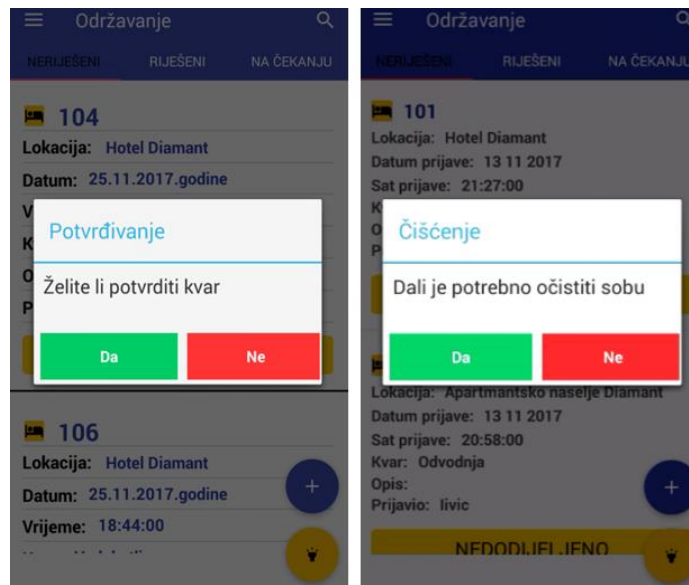 Održavanje
NERIJEŠENI RIJEŠENI NA ČEKANJU
104
Lokacija: Hotel Diamant
Datum: 25.11.2017.godine
Potvrđivanje
Želite li potvrditi kvar
Da Ne
106
Lokacija: Hotel Diamant
Datum: 25.11.2017.godine
Vrijeme: 18:44:00
Održavanje
NERIJEŠENI RIJEŠENI NA ČEKANJU
101
Lokacija: Hotel Diamant
Datum prijave: 13 11 2017
Sat prijave: 21:27:00
Čišćenje
Dali je potrebno očistiti sobu
Da Ne
Lokacija: Apartmantsko naselje Diamant
Datum prijave: 13 11 2017
Sat prijave: 20:58:00
Kvar: Odvodnja
Opis:
Prijavio: livic
NEDODIJELJENO